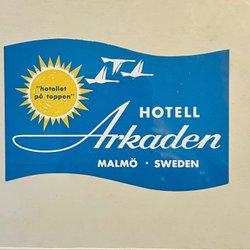 "hotellet
på toppen"
HOTELL
Arkaden
MALMÖ · SWEDEN